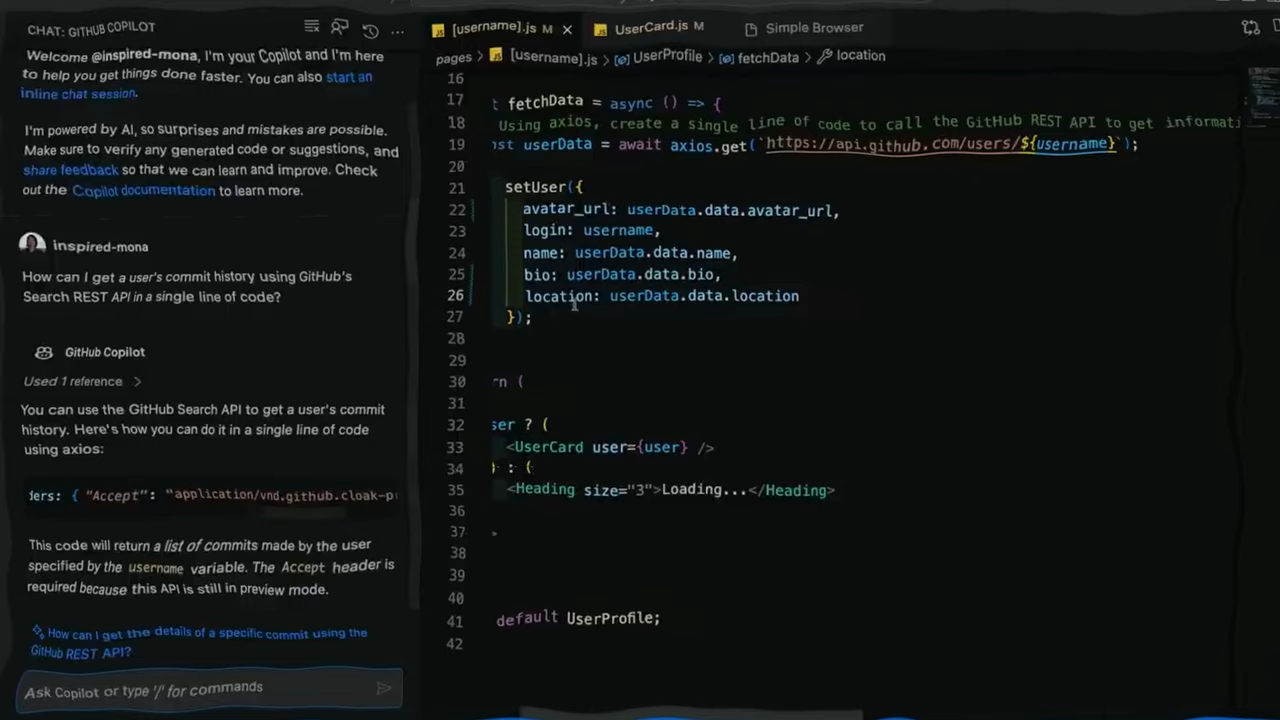 CHAT: GITHUB COPILOT
Welcome @inspired-mona, I'm your Copilot and I'm here
to help you get things done faster. You can also start an
inline chat session.
I'm powered by AI, so surprises and mistakes are possible.
Make sure to verify any generated code or suggestions, and
share feedback so that we can learn and improve. Check
out the Copilot documentation to learn more.
inspired-mona
How can I get a user's commit history using GitHub's
Search REST API in a single line of code?
GitHub Copilot
Used 1 reference >
You can use the GitHub Search API to get a user's commit
history. Here's how you can do it in a single line of code
using axios:
ders: { "Accept": "application/vnd.github.cloak-p
This code will return a list of commits made by the user
specified by the username variable. The Accept header is
required because this API is still in preview mode.
How can I get the details of a specific commit using the
GitHub REST API?
Ask Copilot or type '/' for commands
[username].js M
UserCard.js M
Simple Browser
pages > [username].js > UserProfile > fetchData > location
16
17 t fetchData = async () => {
18 Using axios, create a single line of code to call the GitHub REST API to get informati
19 nst userData = await axios.get(`https://api.github.com/users/${username}`);
20
21 setUser({
22 avatar_url: userData.data.avatar_url,
23 login: username,
24 name: userData.data.name,
25 bio: userData.data.bio,
26 location: userData.data.location
27 });
28
29
30 rn (
31
32 ser ? (
33 <UserCard user={user} />
34 ) : (
35 <Heading size="3">Loading...</Heading>
36
37 >
38
39
40
41 default UserProfile;
42